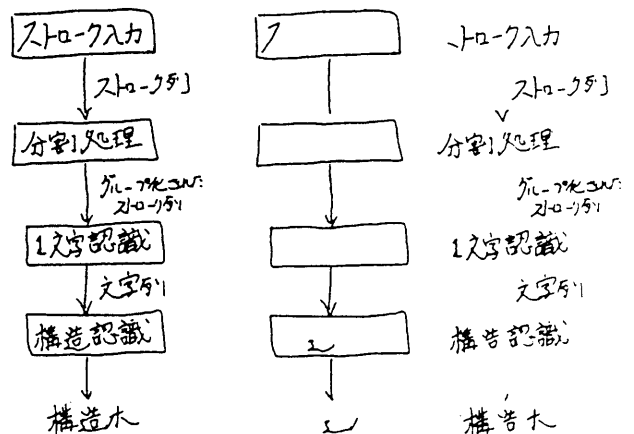 ストローク入力
ストローク列
分割処理
グループ化された
ストローク列
1文字認識
文字列
構造認識
構造木
フ
ユ
ユ
、トローク入力
ストローク列
分割処理
グループ化された
ストローク列
1文字認識
文字列
構造認識
構造木